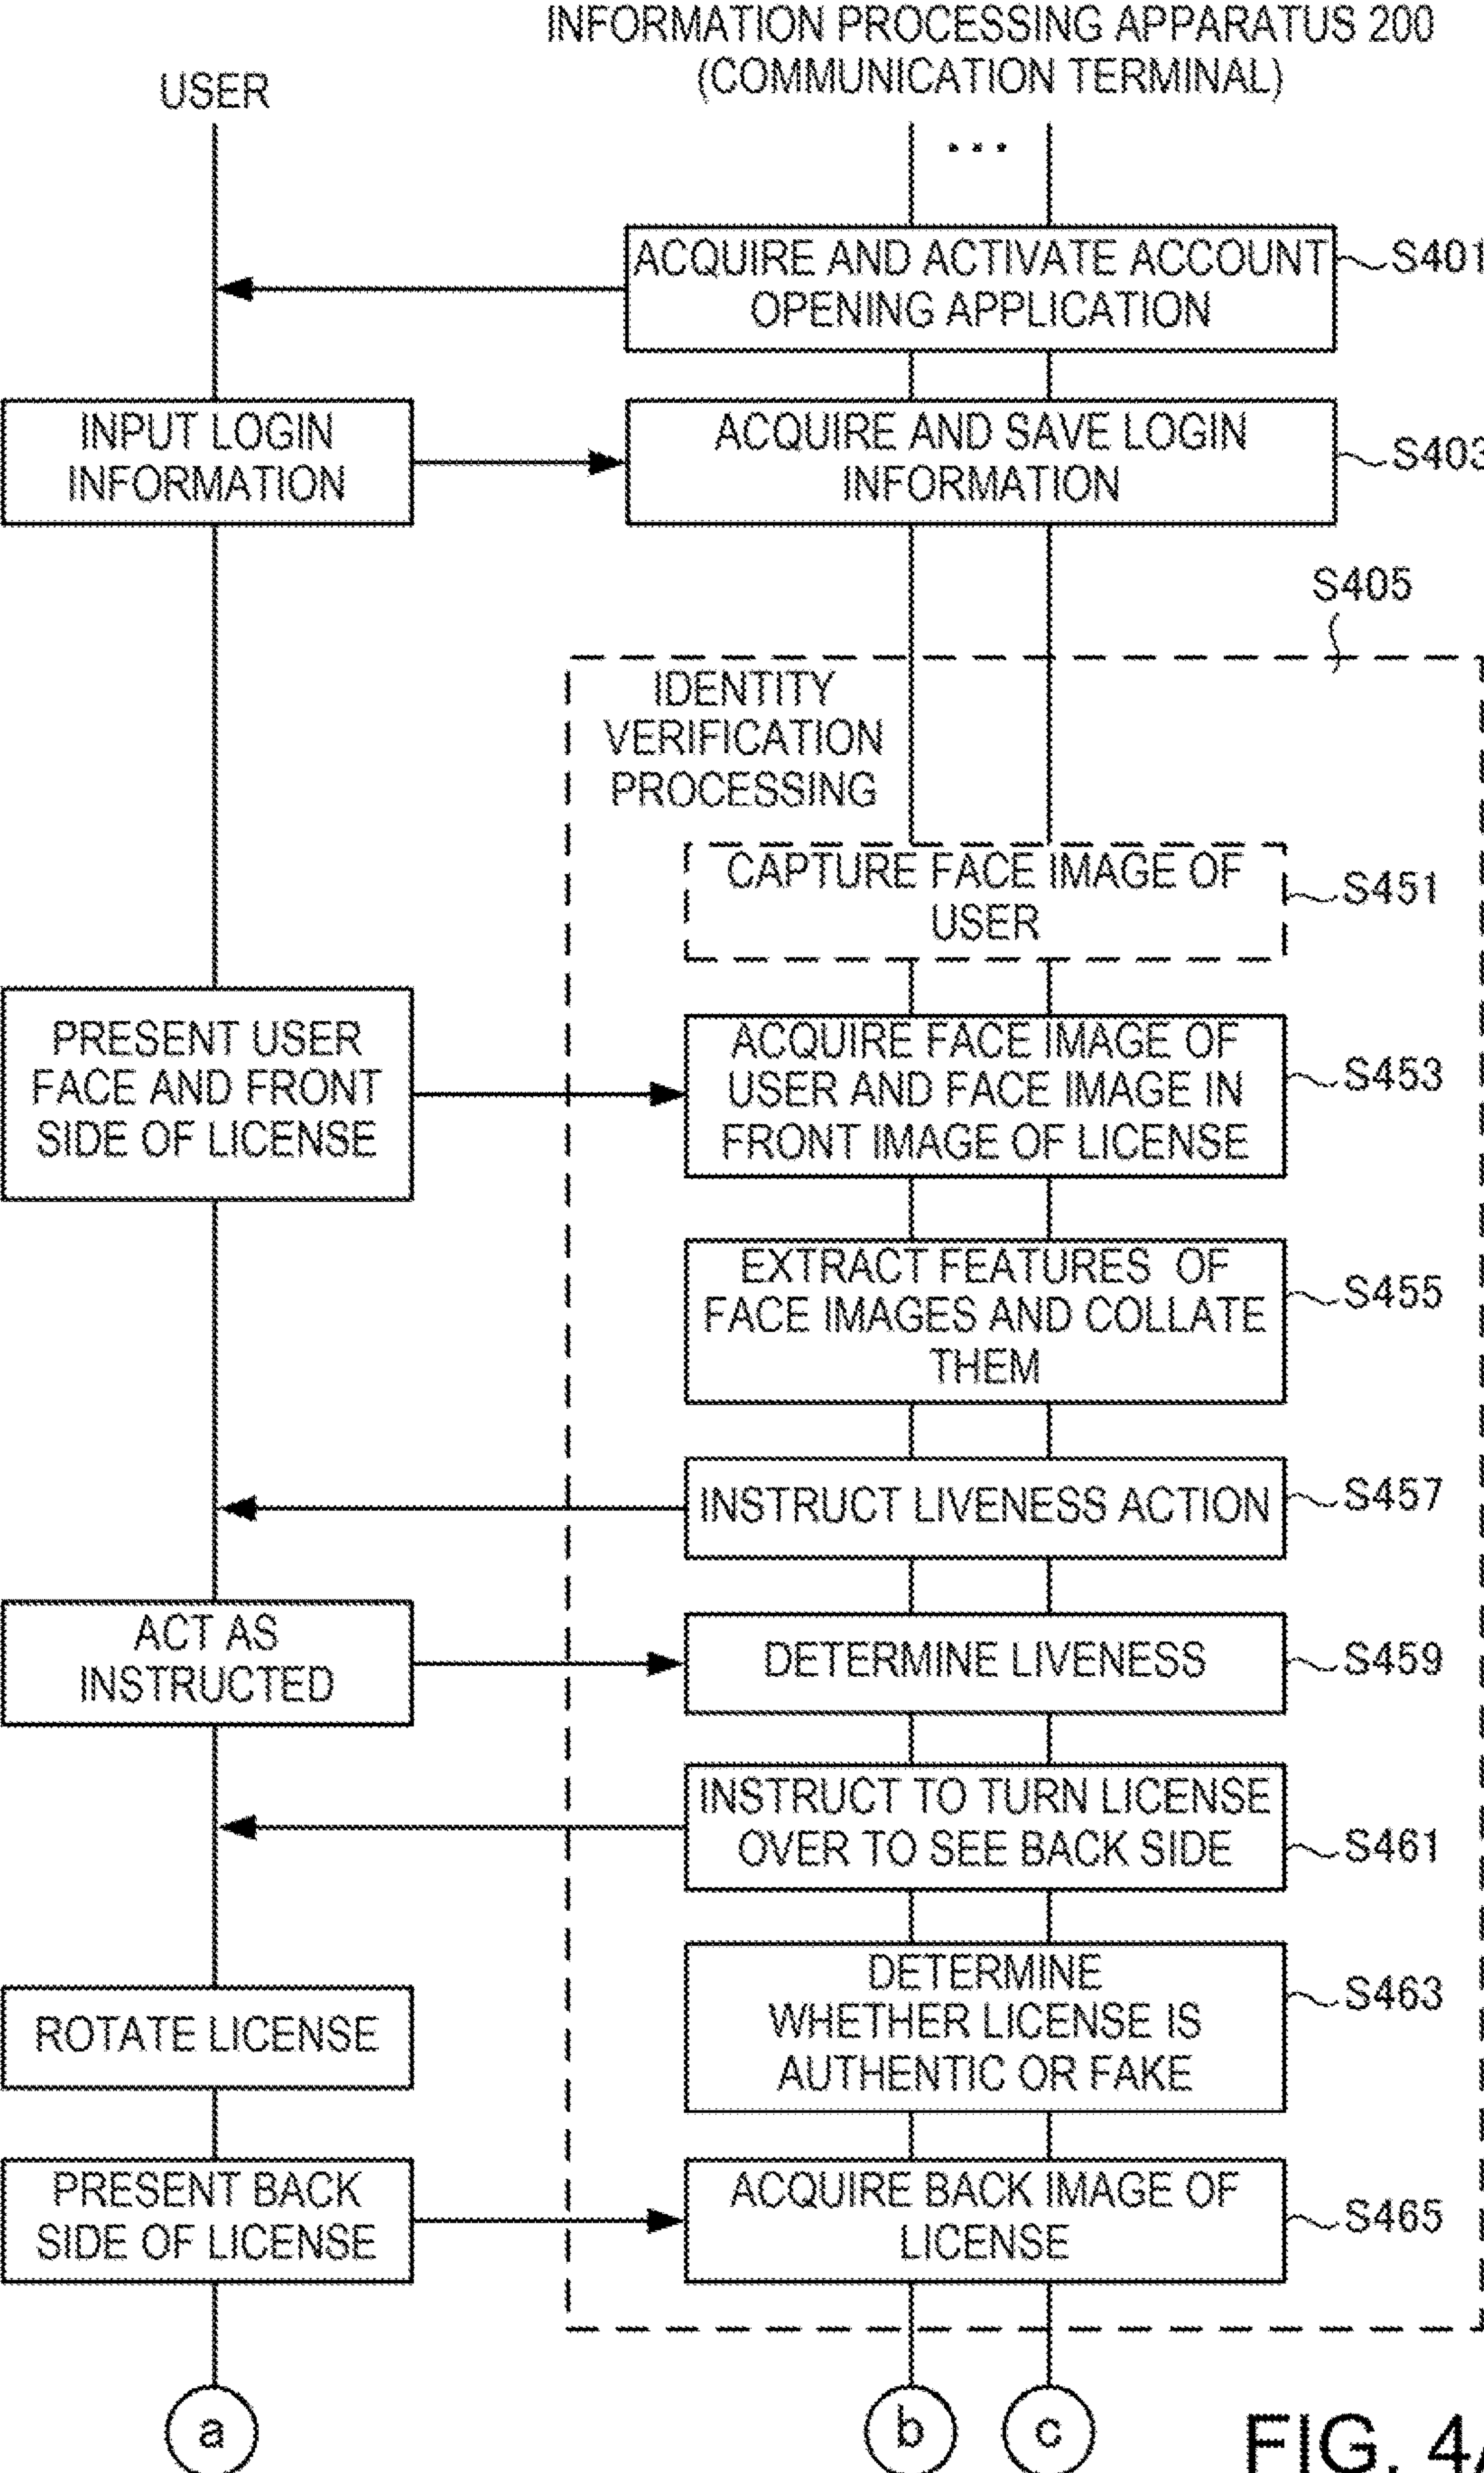 INFORMATION PROCESSING APPARATUS 200
(COMMUNICATION TERMINAL)
USER
...
ACQUIRE AND ACTIVATE ACCOUNT
OPENING APPLICATION
S401
INPUT LOGIN
INFORMATION
ACQUIRE AND SAVE LOGIN
INFORMATION
S403
S405
IDENTITY
VERIFICATION
PROCESSING
CAPTURE FACE IMAGE OF
USER
S451
PRESENT USER
FACE AND FRONT
SIDE OF LICENSE
ACQUIRE FACE IMAGE OF
USER AND FACE IMAGE IN
FRONT IMAGE OF LICENSE
S453
EXTRACT FEATURES OF
FACE IMAGES AND COLLATE
THEM
S455
INSTRUCT LIVENESS ACTION
S457
ACT AS
INSTRUCTED
DETERMINE LIVENESS
S459
INSTRUCT TO TURN LICENSE
OVER TO SEE BACK SIDE
S461
DETERMINE
WHETHER LICENSE IS
AUTHENTIC OR FAKE
S463
ROTATE LICENSE
PRESENT BACK
SIDE OF LICENSE
ACQUIRE BACK IMAGE OF
LICENSE
S465
a
b
c
FIG. 4A